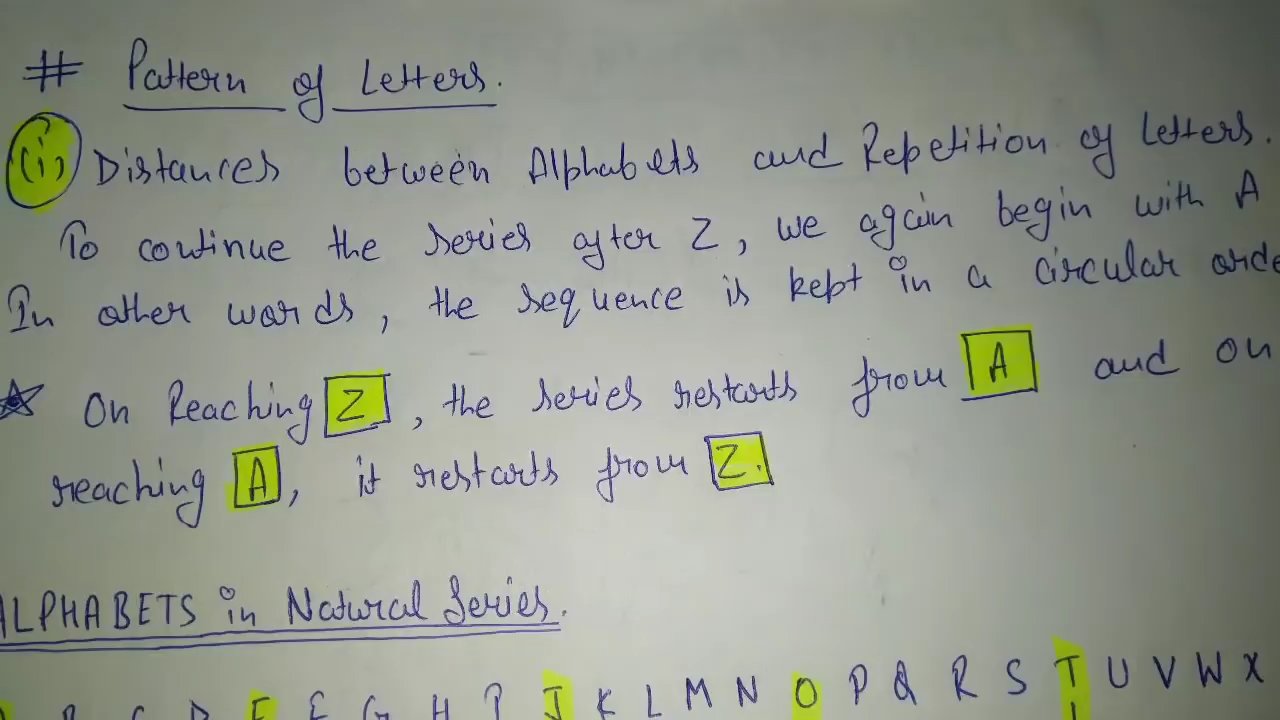 # Pattern of Letters.
(i) Distances between Alphabets and Repetition of Letters.
To continue the series after Z, we again begin with A
In other words, the sequence is kept in a circular orde
On Reaching Z, the series restarts from A and on
reaching A, it restarts from Z.
ALPHABETS in Natural Series.
B C D E F G H I J K L M N O P Q R S T U V W X